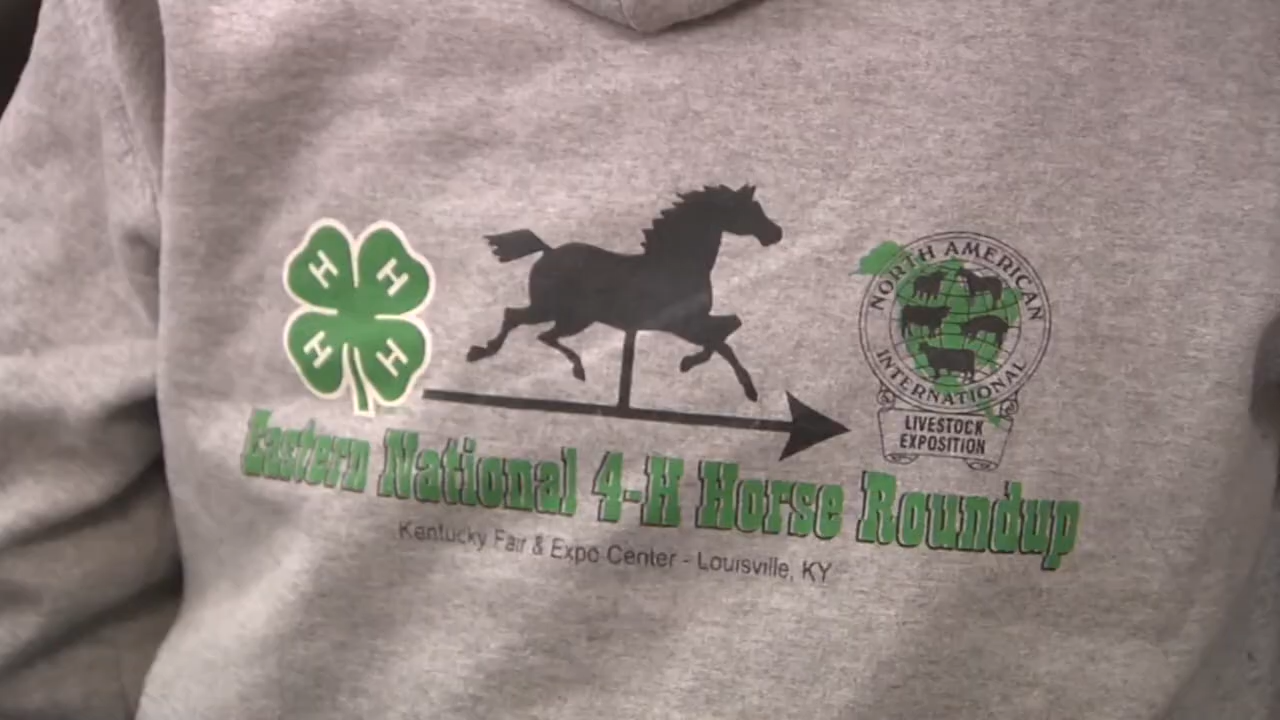 H H
H H
NORTH AMERICAN
INTERNATIONAL
LIVESTOCK
EXPOSITION
Eastern National 4-H Horse Roundup
Kentucky Fair & Expo Center - Louisville, KY